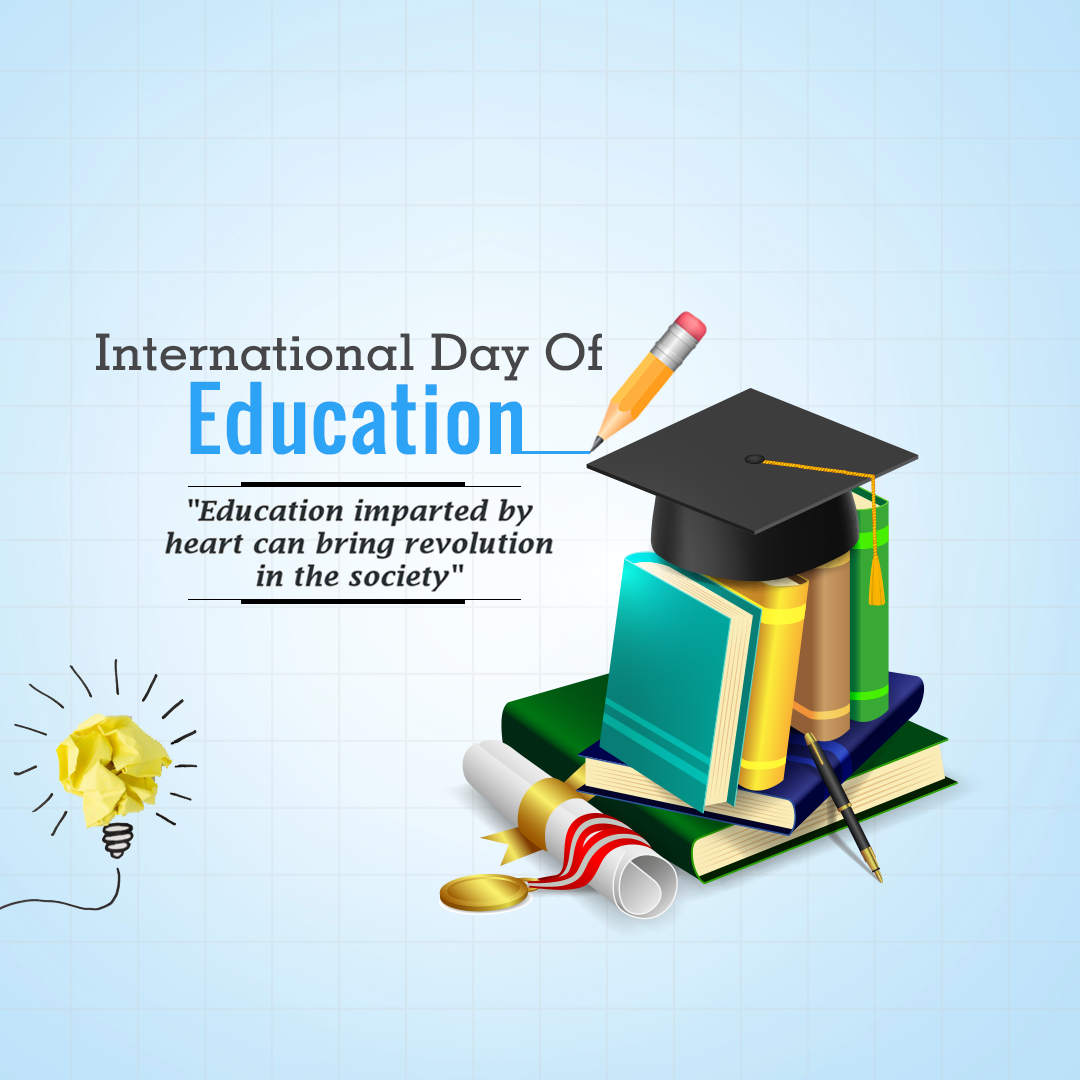 International Day Of
Education
"Education imparted by
heart can bring revolution
in the society"